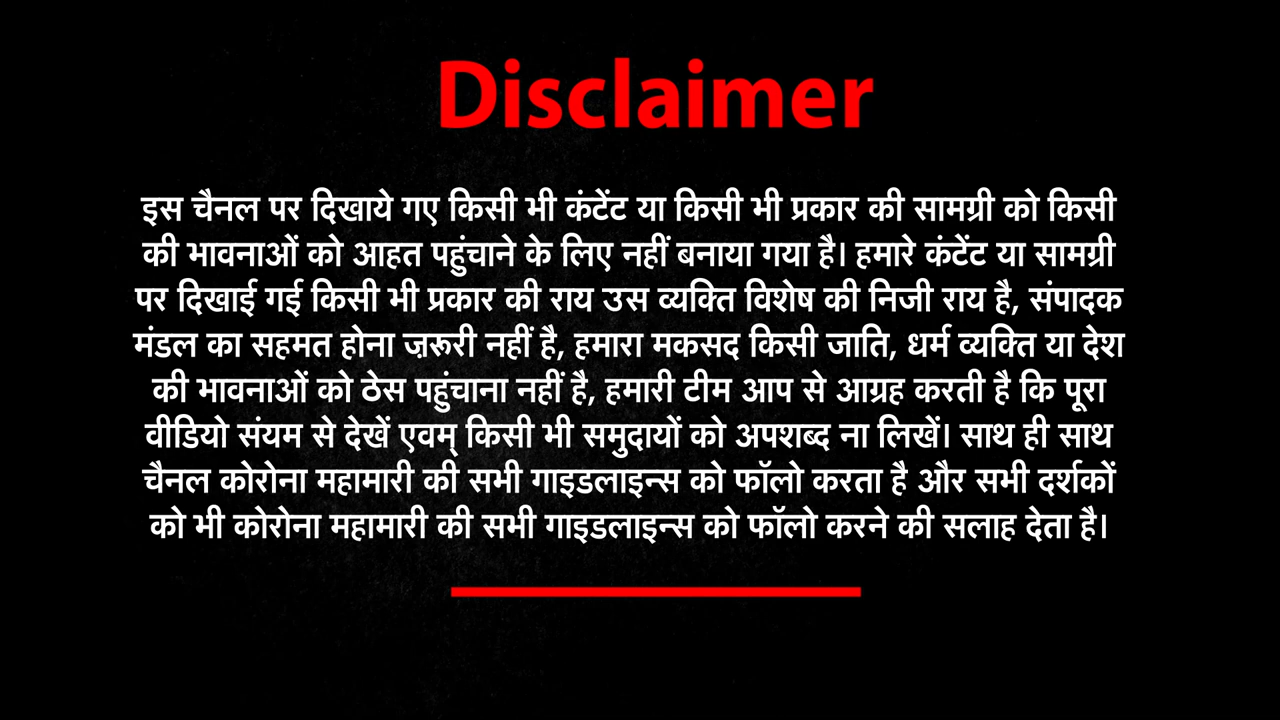 Disclaimer
इस चैनल पर दिखाये गए किसी भी कंटेंट या किसी भी प्रकार की सामग्री को किसी
की भावनाओं को आहत पहुंचाने के लिए नहीं बनाया गया है। हमारे कंटेंट या सामग्री
पर दिखाई गई किसी भी प्रकार की राय उस व्यक्ति विशेष की निजी राय है, संपादक
मंडल का सहमत होना ज़रूरी नहीं है, हमारा मकसद किसी जाति, धर्म व्यक्ति या देश
की भावनाओं को ठेस पहुंचाना नहीं है, हमारी टीम आप से आग्रह करती है कि पूरा
वीडियो संयम से देखें एवम् किसी भी समुदायों को अपशब्द ना लिखें। साथ ही साथ
चैनल कोरोना महामारी की सभी गाइडलाइन्स को फॉलो करता है और सभी दर्शकों
को भी कोरोना महामारी की सभी गाइडलाइन्स को फॉलो करने की सलाह देता है।